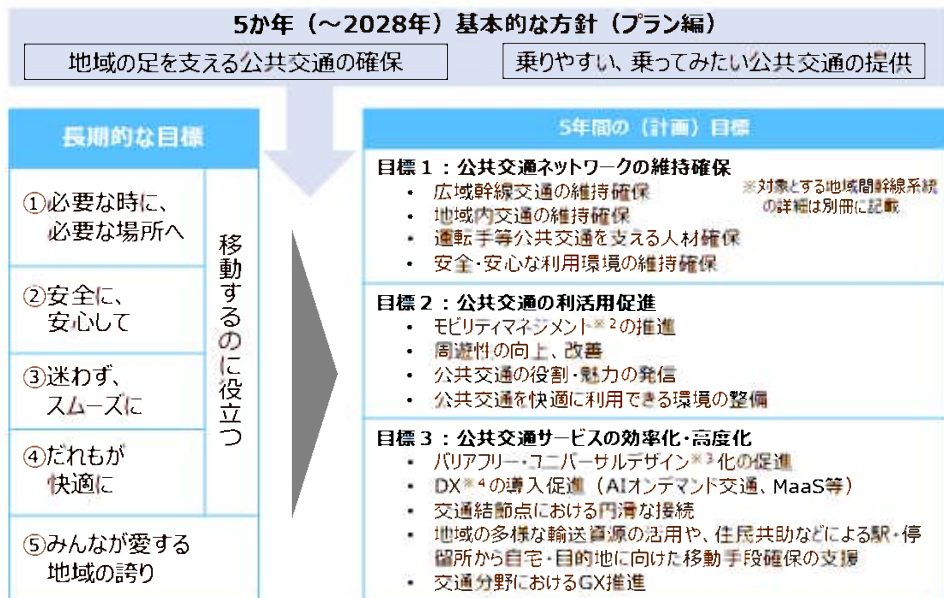 5か年（～2028年）基本的な方針（プラン編）
地域の足を支える公共交通の確保
乗りやすい、乗ってみたい公共交通の提供
長期的な目標
①必要な時に、
必要な場所へ
②安全に、
安心して
③迷わず、
スムーズに
④だれもが
快適に
移動するのに役立つ
⑤みんなが愛する
地域の誇り
5年間の（計画）目標
目標１：公共交通ネットワークの維持確保
・ 広域幹線交通の維持確保
※対象とする地域間幹線系統
の詳細は別冊に記載
・ 地域内交通の維持確保
・ 運転手等公共交通を支える人材確保
・ 安全・安心な利用環境の維持確保
目標２：公共交通の利活用促進
・ モビリティマネジメント※２の推進
・ 周遊性の向上、改善
・ 公共交通の役割・魅力の発信
・ 公共交通を快適に利用できる環境の整備
目標３：公共交通サービスの効率化・高度化
・ バリアフリー・ユニバーサルデザイン※３化の促進
・ DX※４の導入促進（AIオンデマンド交通、MaaS等）
・ 交通結節点における円滑な接続
・ 地域の多様な輸送資源の活用や、住民共助などによる駅・停
留所から自宅・目的地に向けた移動手段確保の支援
・ 交通分野におけるGX推進